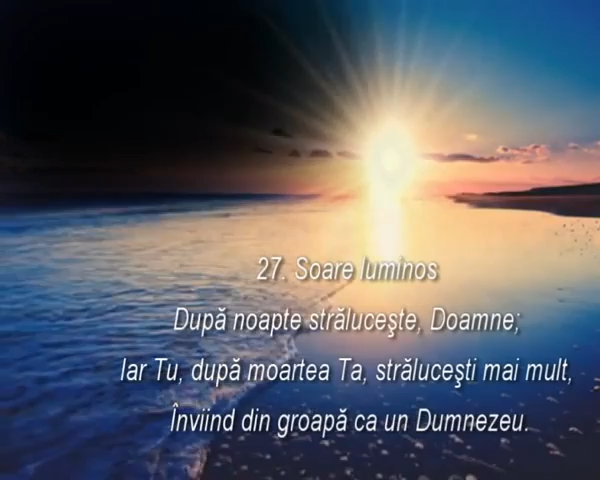 27. Soare luminos
După noapte străluceşte, Doamne;
Iar Tu, după moartea Ta, străluceşti mai mult,
Înviind din groapă ca un Dumnezeu.